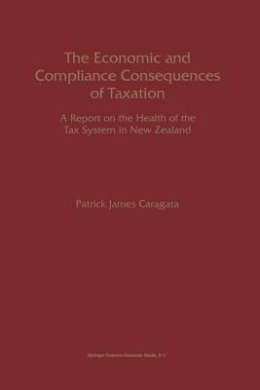 The Economic and
Compliance Consequences
of Taxation
A Report on the Health of the
Tax System in New Zealand
Patrick James Caragata
Springer Science+Business Media, B.V.